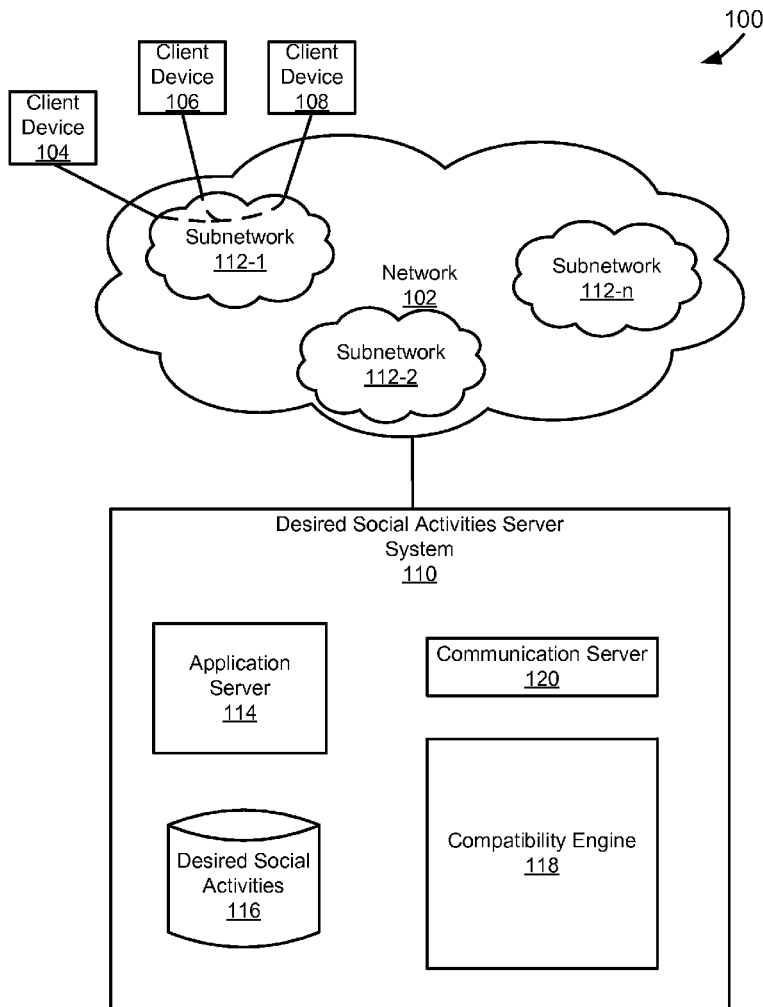 100
Client
Device
106
Client
Device
108
Client
Device
104
Subnetwork
112-1
Network
102
Subnetwork
112-n
Subnetwork
112-2
Desired Social Activities Server
System
110
Application
Server
114
Communication Server
120
Desired Social
Activities
116
Compatibility Engine
118